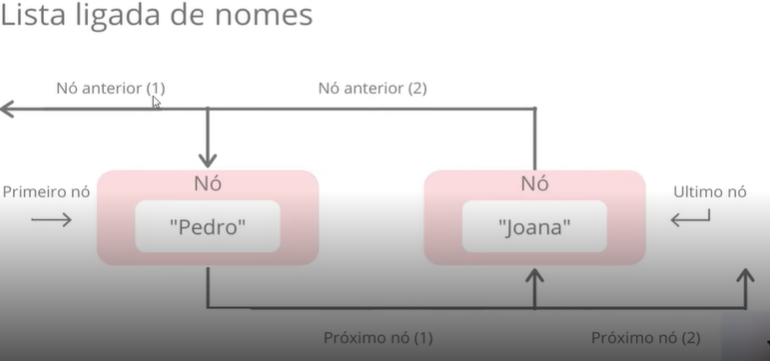 Lista ligada de nomes
Nó anterior (1)
Nó anterior (2)
Primeiro nó
Nó
Nó
Ultimo nó
"Pedro"
"Joana"
Próximo nó (1)
Próximo nó (2)